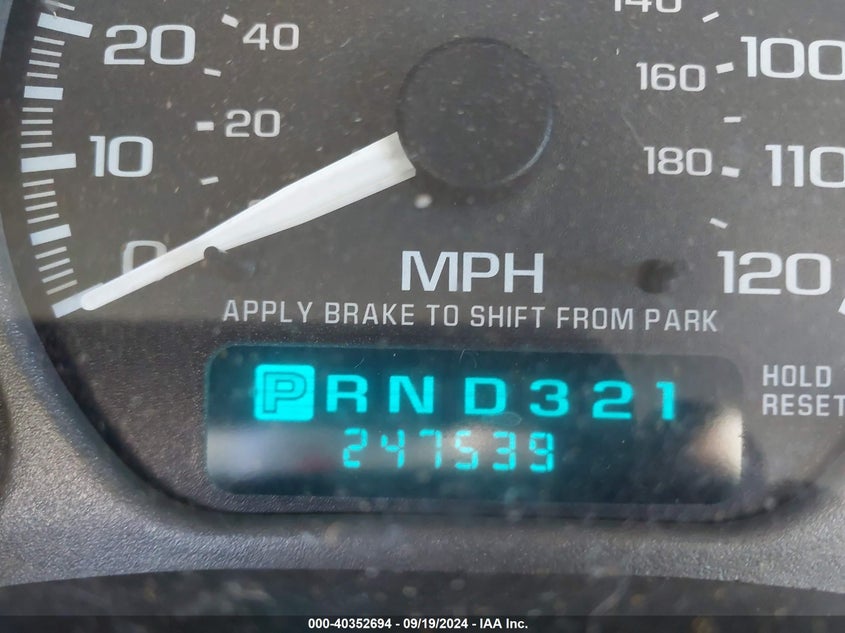 20 40 140
160 100
10 20 180 110
0 MPH 120
APPLY BRAKE TO SHIFT FROM PARK
PRND321 HOLD
247539 RESET
000-40352694 - 09/19/2024 - IAA Inc.